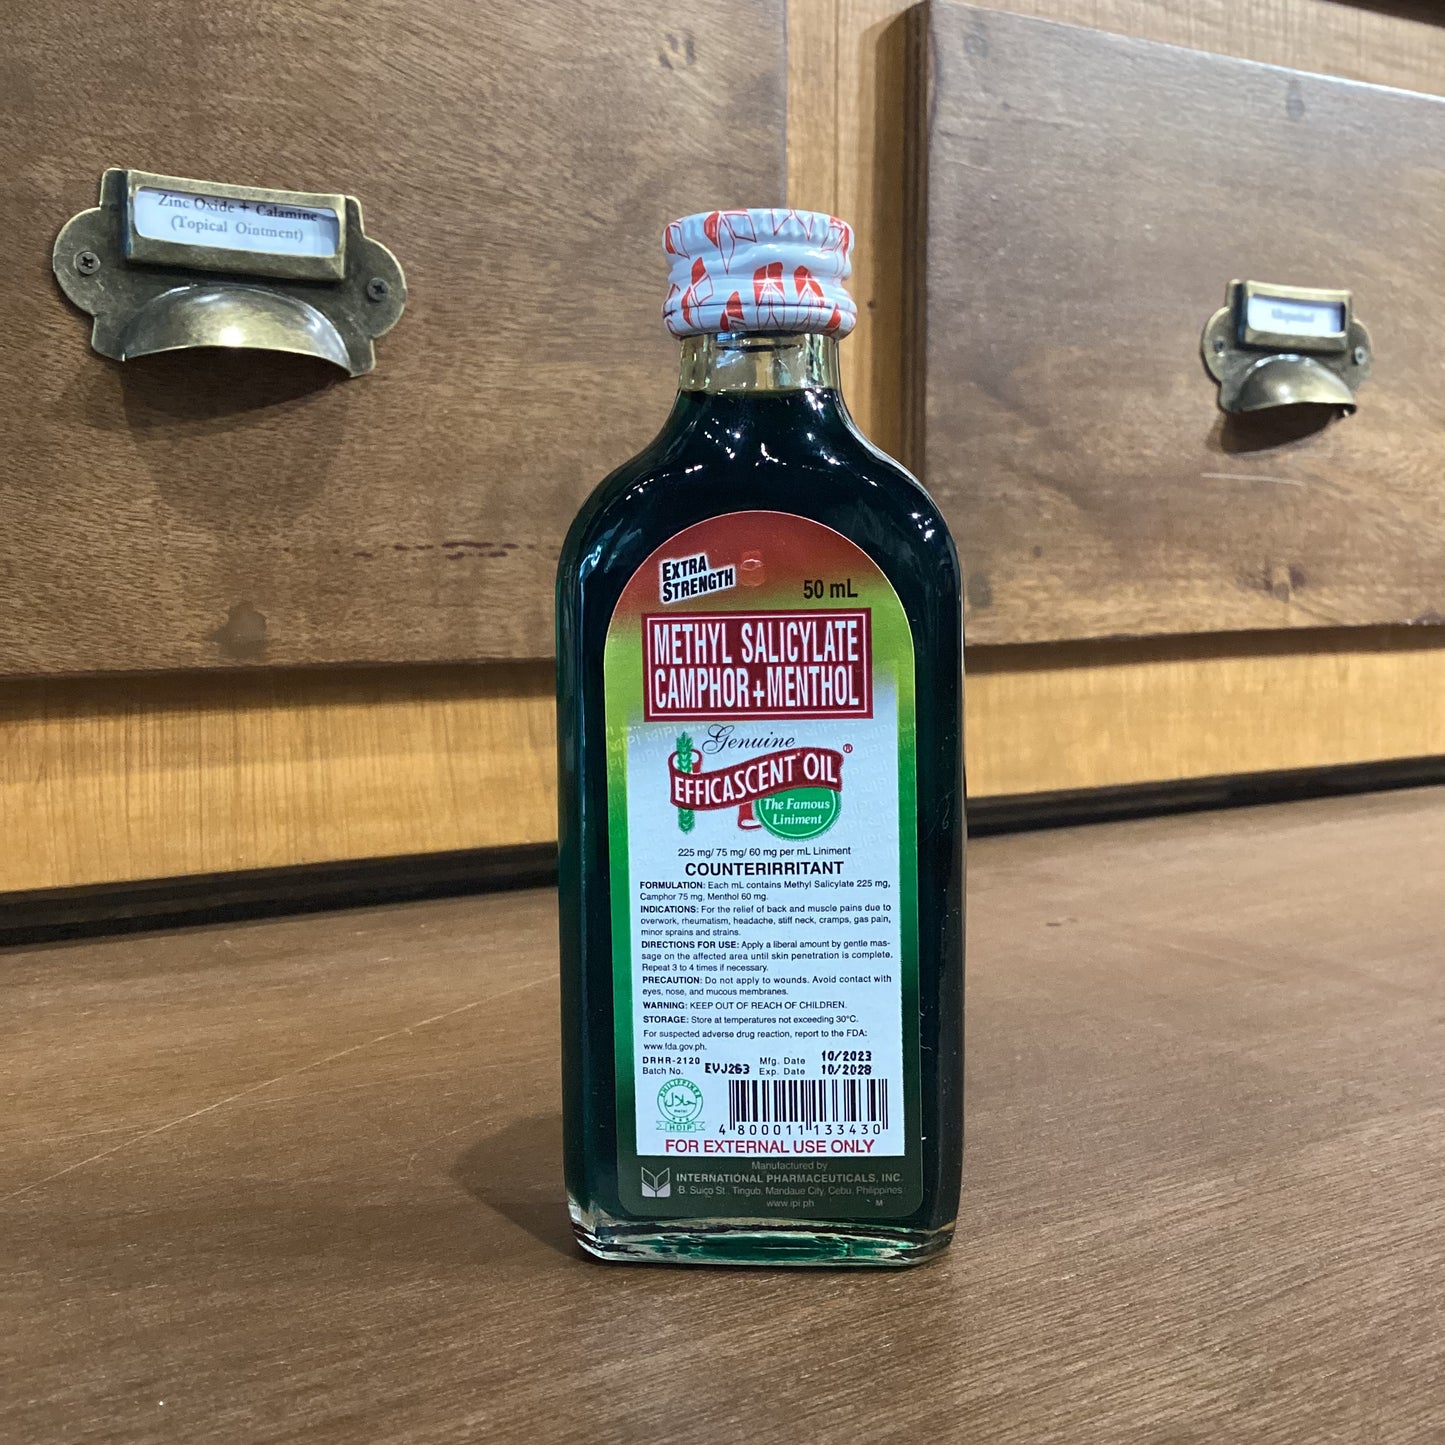 Zinc Oxide + Calamine
(Topical Ointment)
EXTRA
STRENGTH
50 mL
METHYL SALICYLATE
CAMPHOR+MENTHOL
Genuine
EFFICASCENT OIL®
The Famous
Liniment
225 mg/ 75 mg/ 60 mg per mL Liniment
COUNTERIRRITANT
FORMULATION: Each mL contains Methyl Salicylate 225 mg,
Camphor 75 mg, Menthol 60 mg.
INDICATIONS: For the relief of back and muscle pains due to
overwork, rheumatism, headache, stiff neck, cramps, gas pain,
minor sprains and strains.
DIRECTIONS FOR USE: Apply a liberal amount by gentle mas-
sage on the affected area until skin penetration is complete.
Repeat 3 to 4 times if necessary.
PRECAUTION: Do not apply to wounds. Avoid contact with
eyes, nose, and mucous membranes.
WARNING: KEEP OUT OF REACH OF CHILDREN.
STORAGE: Store at temperatures not exceeding 30°C.
For suspected adverse drug reaction, report to the FDA:
www.fda.gov.ph.
DRHR-2120 Mfg. Date 10/2023
Batch No. EVJ263 Exp. Date 10/2028
PHILIPPINES
حلال
Halal
HDIP
4 800011 133430
FOR EXTERNAL USE ONLY
Manufactured by
INTERNATIONAL PHARMACEUTICALS, INC.
B. Suico St., Tingub, Mandaue City, Cebu, Philippines
www.ipi.ph M